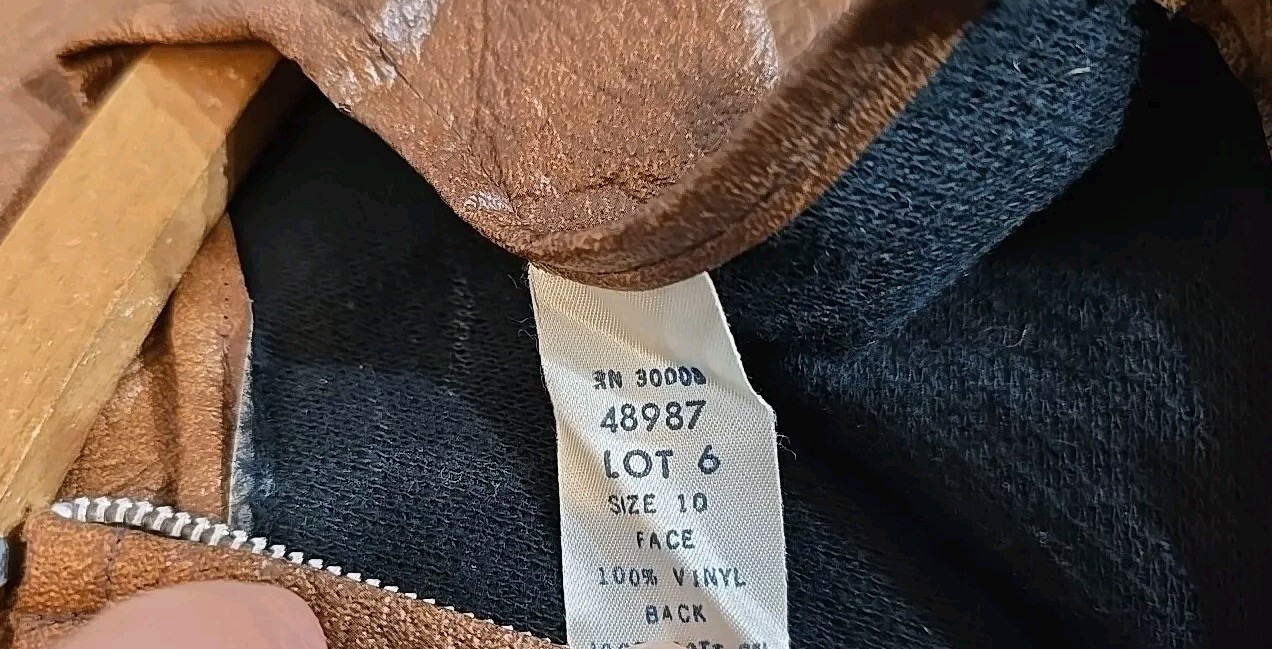 RN 30008
48987
LOT 6
SIZE 10
FACE
100% VINYL
BACK